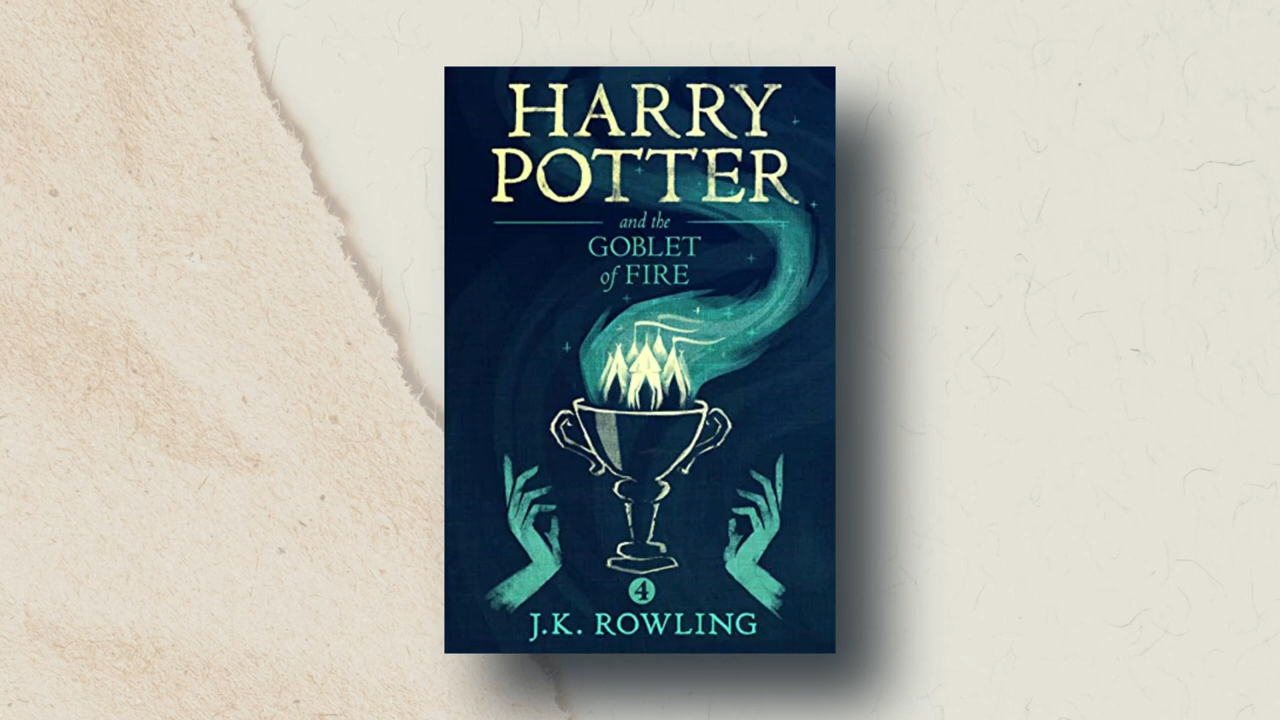 HARRY
POTTER
and the
GOBLET
of FIRE
4
J.K. ROWLING